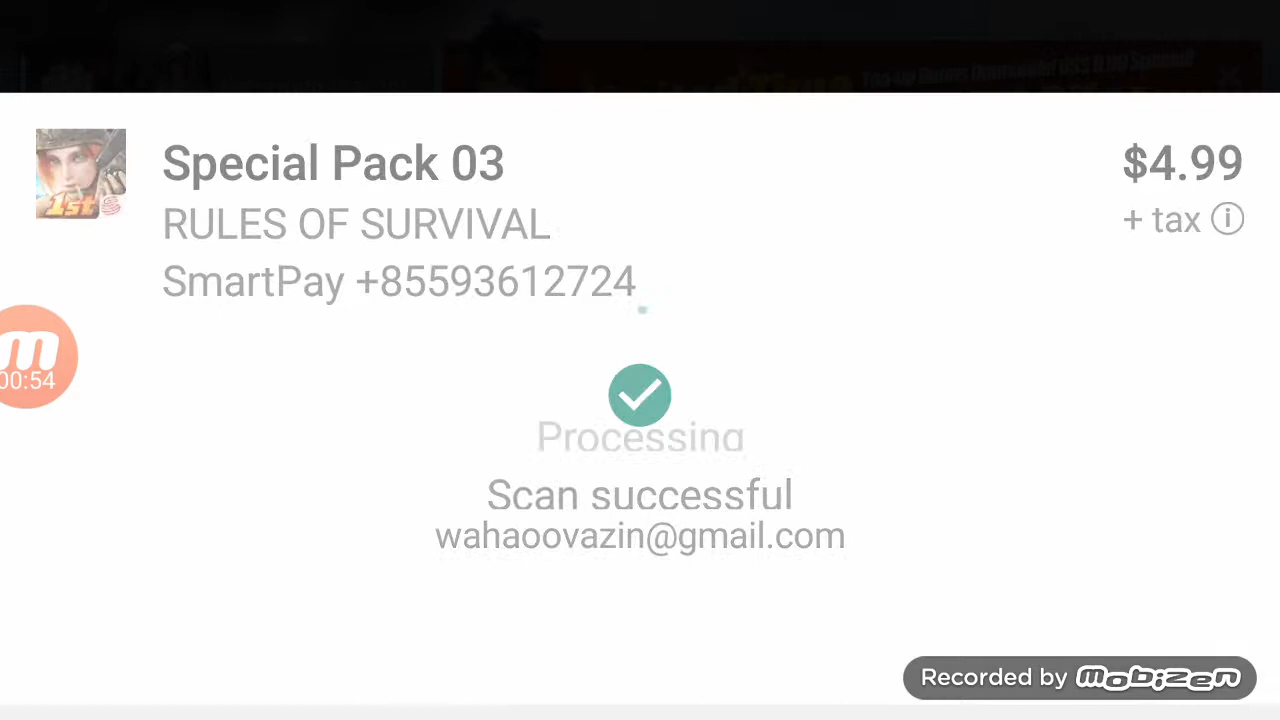 Special Pack 03
$4.99
RULES OF SURVIVAL
+ tax
SmartPay +85593612724
00:54
Processing
Scan successful
wahaoovazin@gmail.com
Recorded by mobizen